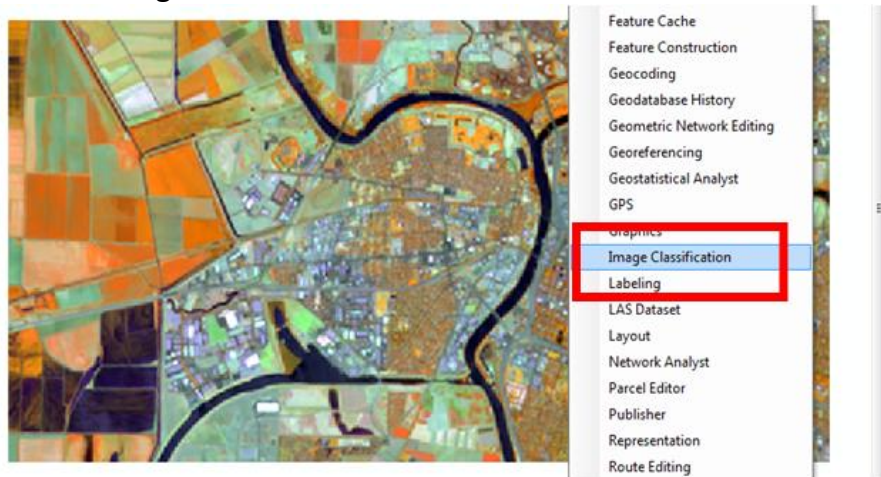 Feature Cache
Feature Construction
Geocoding
Geodatabase History
Geometric Network Editing
Georeferencing
Geostatistical Analyst
GPS
Graphics
Image Classification
Labeling
LAS Dataset
Layout
Network Analyst
Parcel Editor
Publisher
Representation
Route Editing